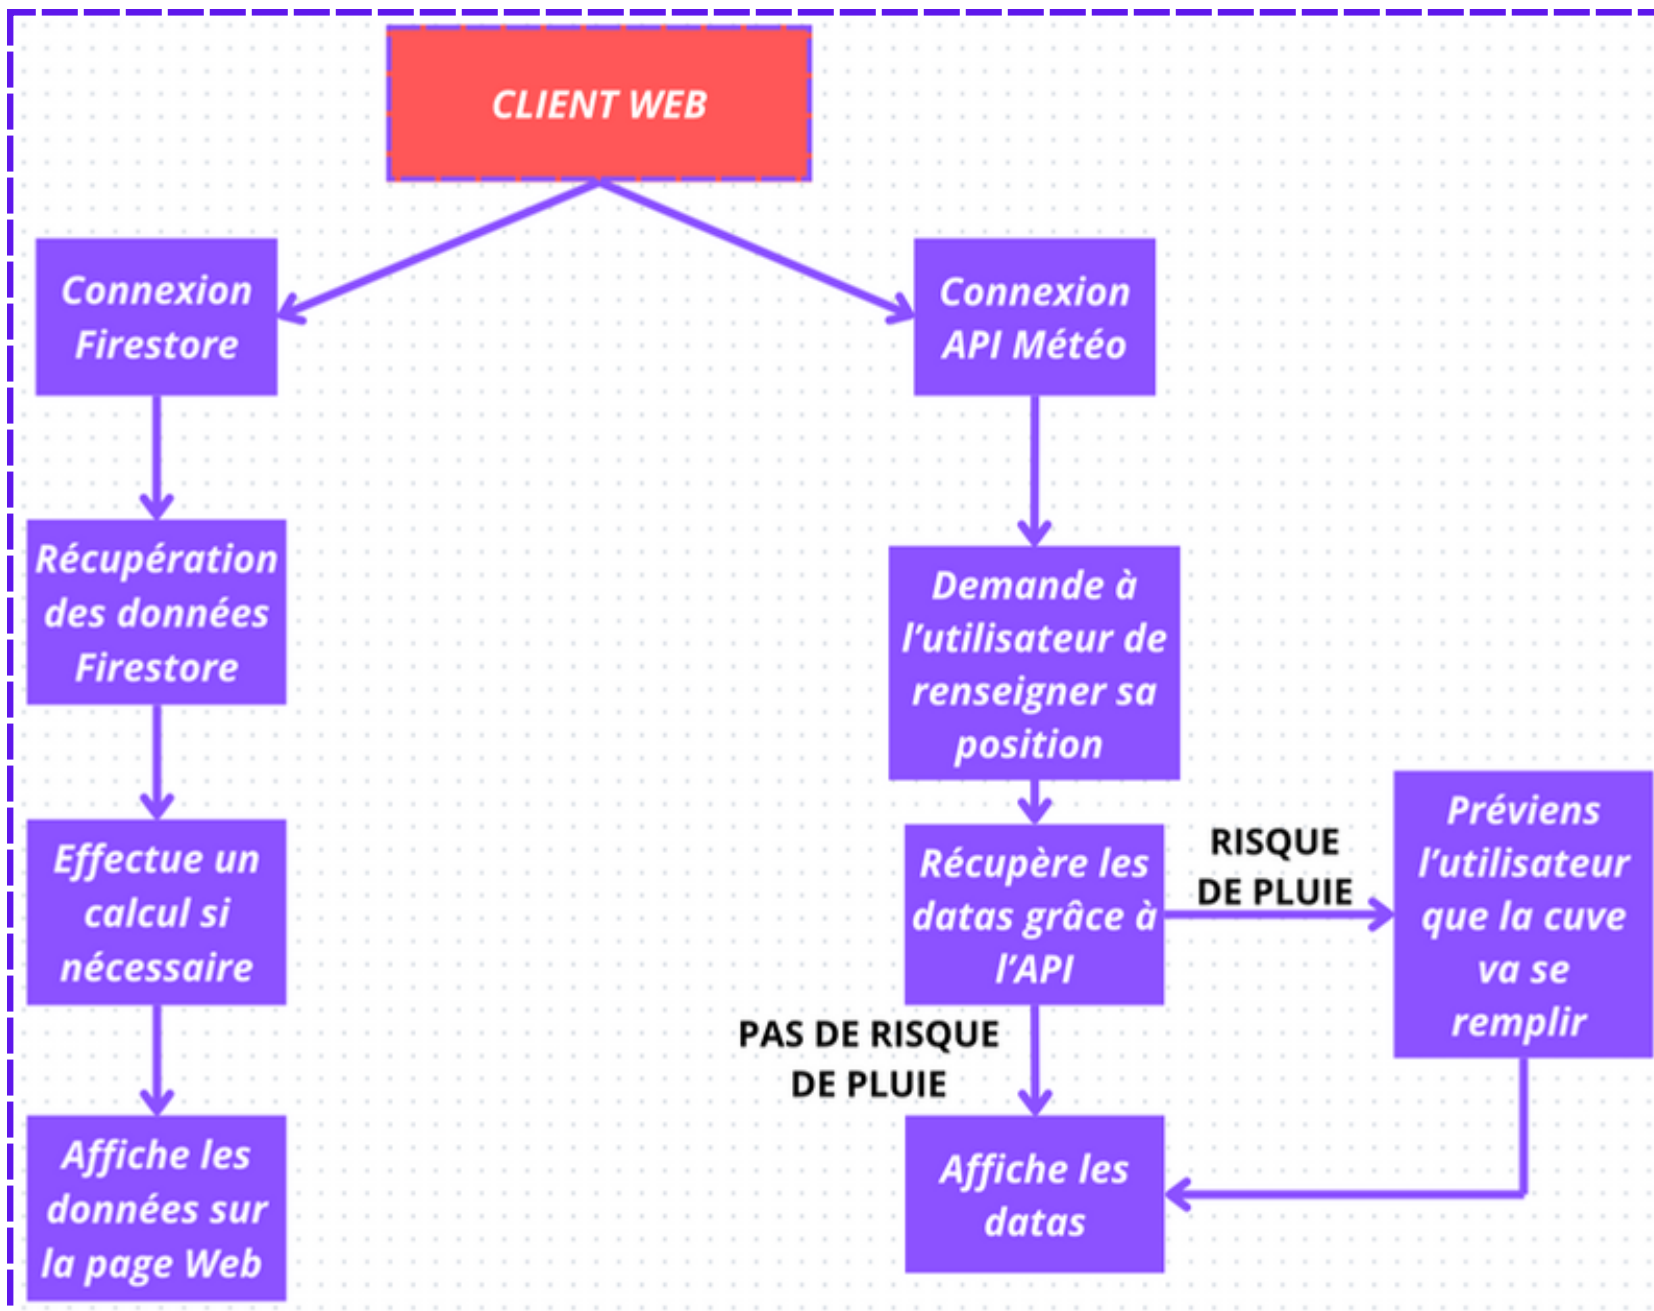 CLIENT WEB
Connexion
Firestore
Récupération
des données
Firestore
Effectue un
calcul si
nécessaire
Affiche les
données sur
la page Web
Connexion
API Météo
Demande à
l'utilisateur de
renseigner sa
position
Récupère les
datas grâce à
l'API
RISQUE
DE PLUIE
Préviens
l'utilisateur
que la cuve
va se
remplir
PAS DE RISQUE
DE PLUIE
Affiche les
datas